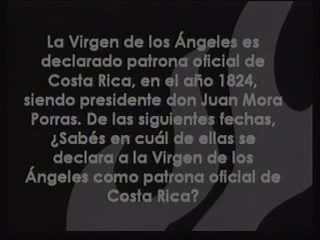 La Virgen de los Ángeles es
declarado patrona oficial de
Costa Rica, en el año 1824,
siendo presidente don Juan Mora
Porras. De las siguientes fechas,
¿Sabés en cuál de ellas se
declara a la Virgen de los
Ángeles como patrona oficial de
Costa Rica?